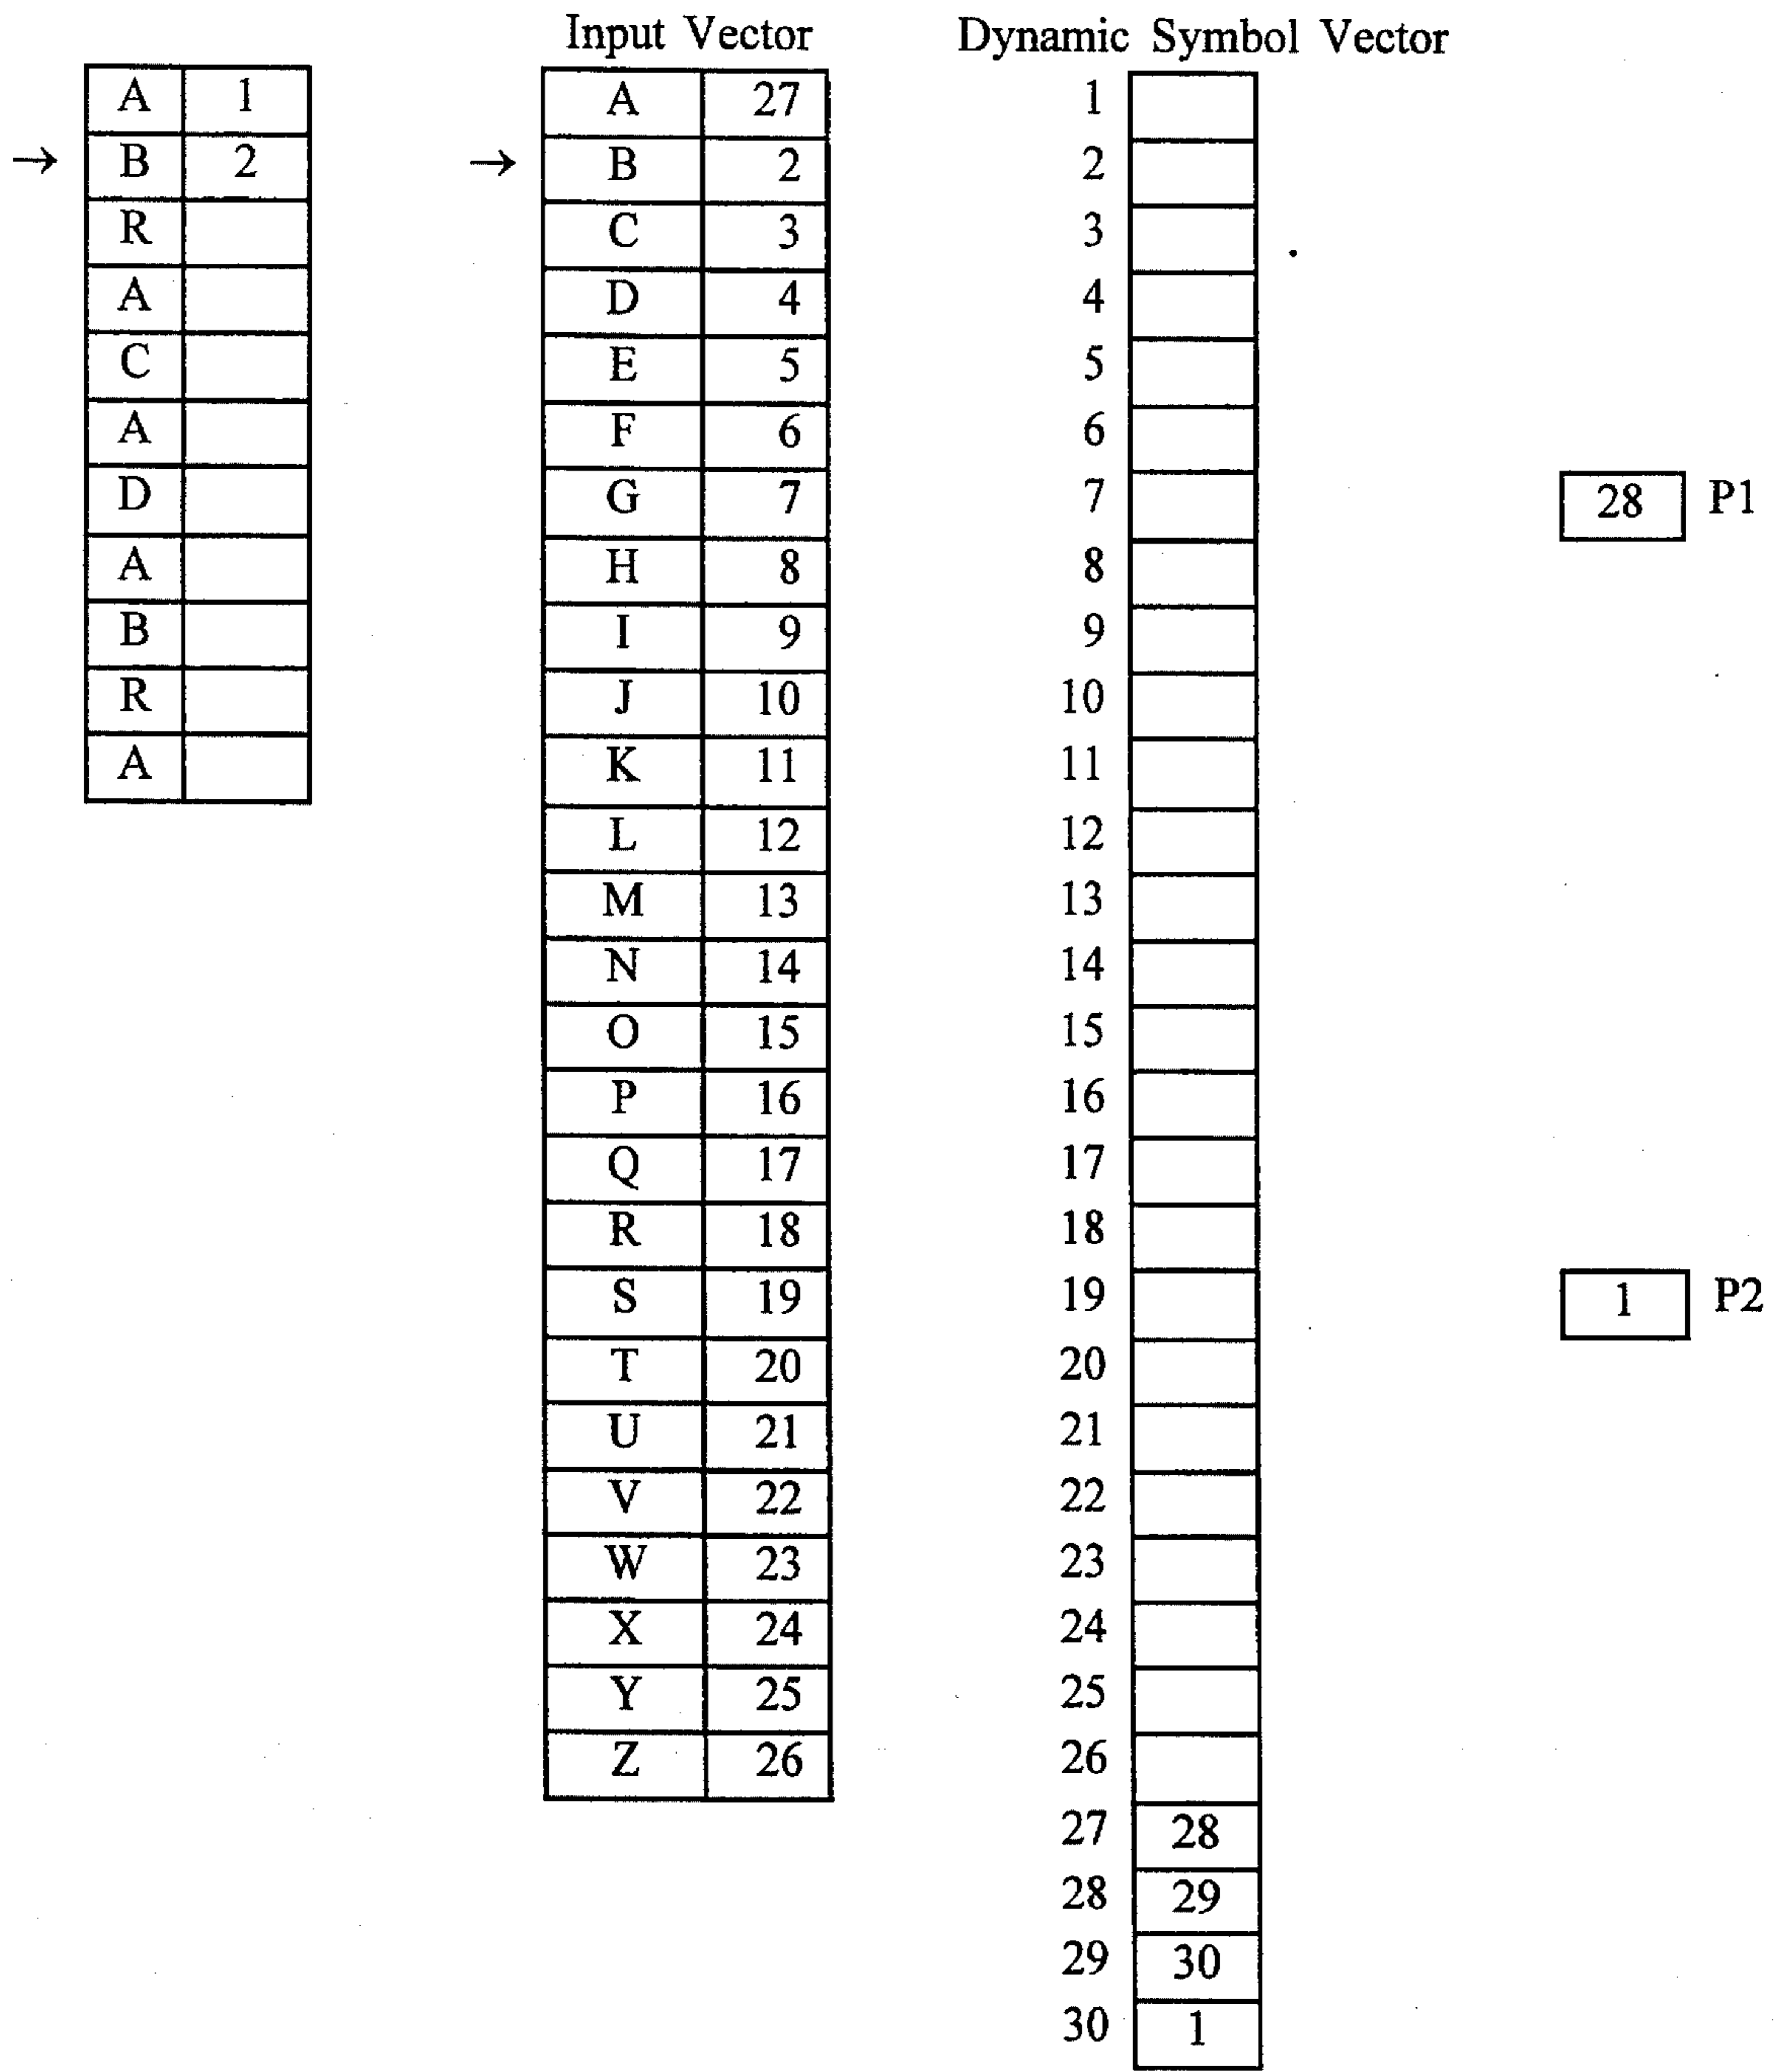 Input Vector
Dynamic Symbol Vector
A 1
→ B 2
R
A
C
A
D
A
B
R
A
A 27
→ B 2
C 3
D 4
E 5
F 6
G 7
H 8
I 9
J 10
K 11
L 12
M 13
N 14
O 15
P 16
Q 17
R 18
S 19
T 20
U 21
V 22
W 23
X 24
Y 25
Z 26
1
2
3
4
5
6
7
8
9
10
11
12
13
14
15
16
17
18
19
20
21
22
23
24
25
26
27 28
28 29
29 30
30 1
28 P1
1 P2